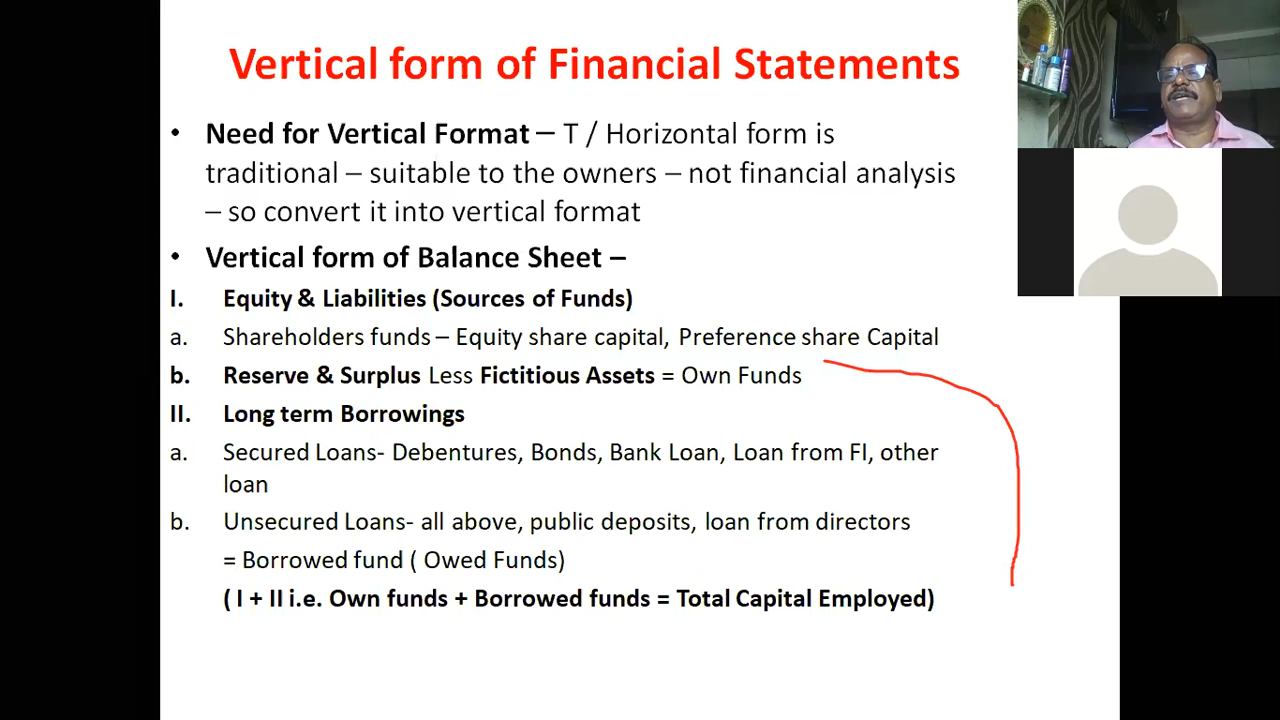 Vertical form of Financial Statements
• Need for Vertical Format – T / Horizontal form is
traditional – suitable to the owners – not financial analysis
– so convert it into vertical format
• Vertical form of Balance Sheet –
I. Equity & Liabilities (Sources of Funds)
a. Shareholders funds – Equity share capital, Preference share Capital
b. Reserve & Surplus Less Fictitious Assets = Own Funds
II. Long term Borrowings
a. Secured Loans- Debentures, Bonds, Bank Loan, Loan from FI, other
loan
b. Unsecured Loans- all above, public deposits, loan from directors
= Borrowed fund ( Owed Funds)
( I + II i.e. Own funds + Borrowed funds = Total Capital Employed)